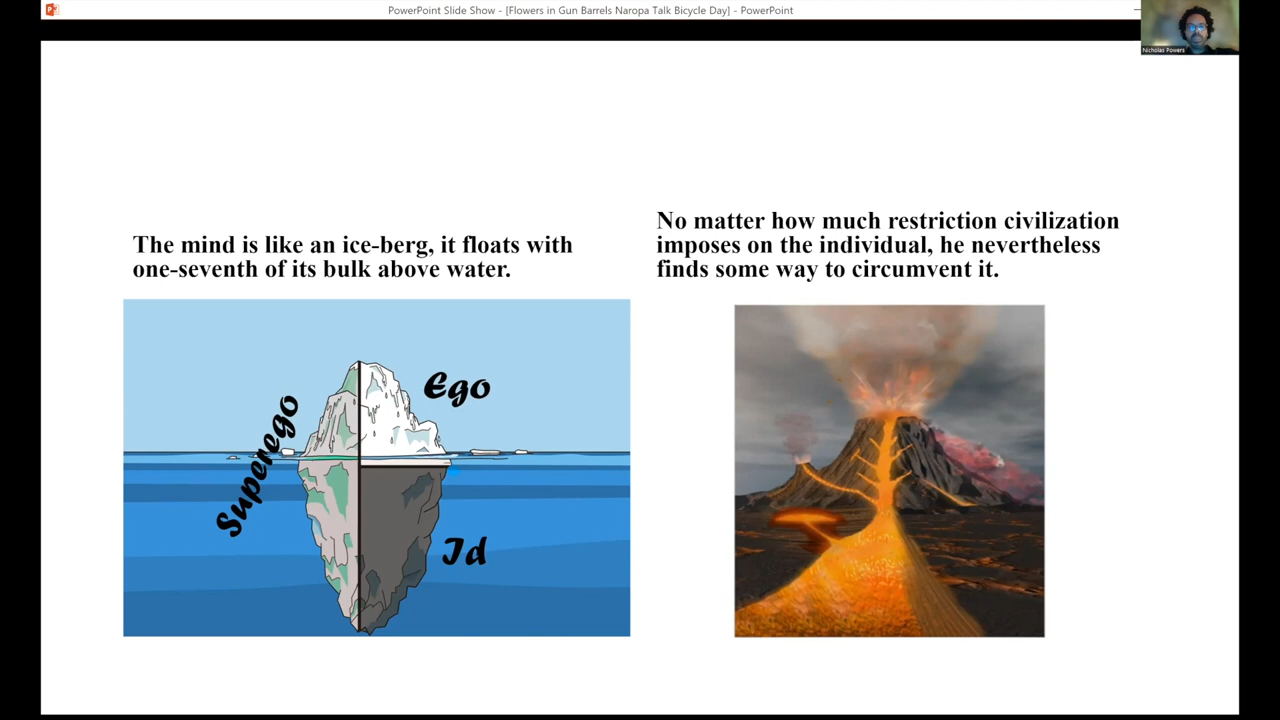 PowerPoint Slide Show - [Flowers in Gun Barrels Naropa Talk Bicycle Day] - PowerPoint
Nicholas Powers
The mind is like an ice-berg, it floats with
one-seventh of its bulk above water.
No matter how much restriction civilization
imposes on the individual, he nevertheless
finds some way to circumvent it.
Superego
Ego
Id